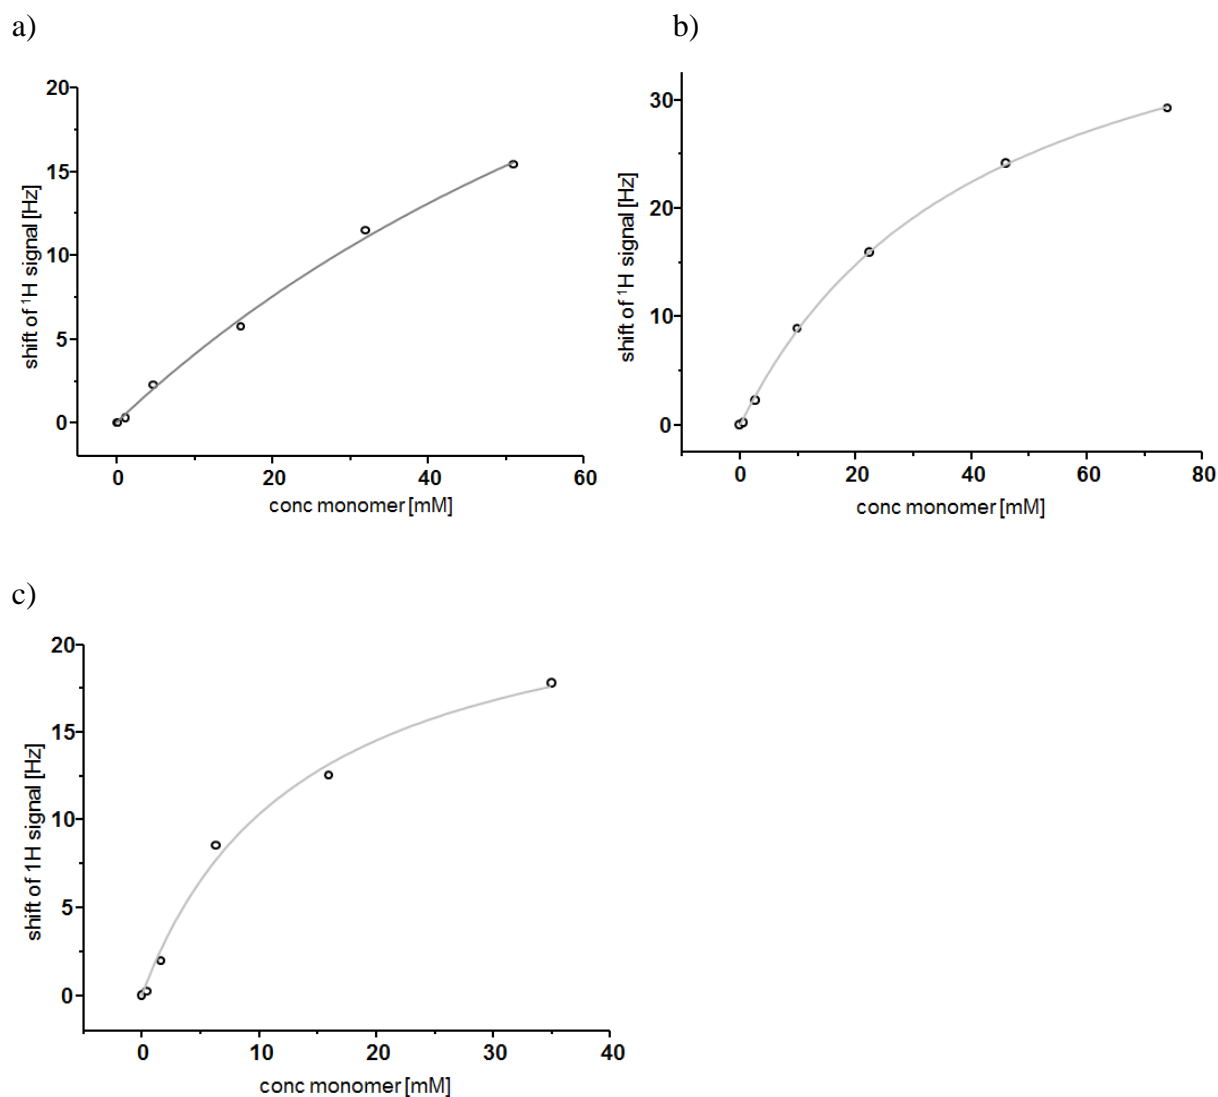 a)
20
15
10
5
0
shift of ¹H signal [Hz]
0 20 40 60
conc monomer [mM]
b)
30
20
10
0
shift of ¹H signal [Hz]
0 20 40 60 80
conc monomer [mM]
c)
20
15
10
5
0
shift of 1H signal [Hz]
0 10 20 30 40
conc monomer [mM]